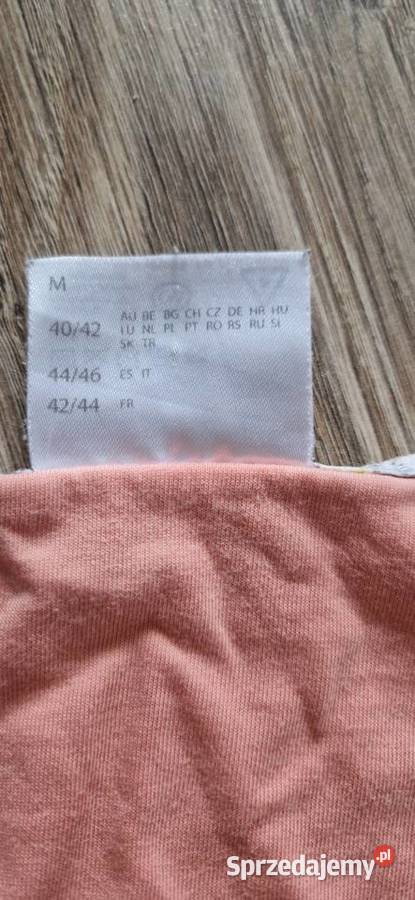 M
40/42 AU BE BG CH CZ DE HR HU
LU NL PL PT RO RS RU SI
SK TR
44/46 ES IT
42/44 FR
Sprzedajemy.pl